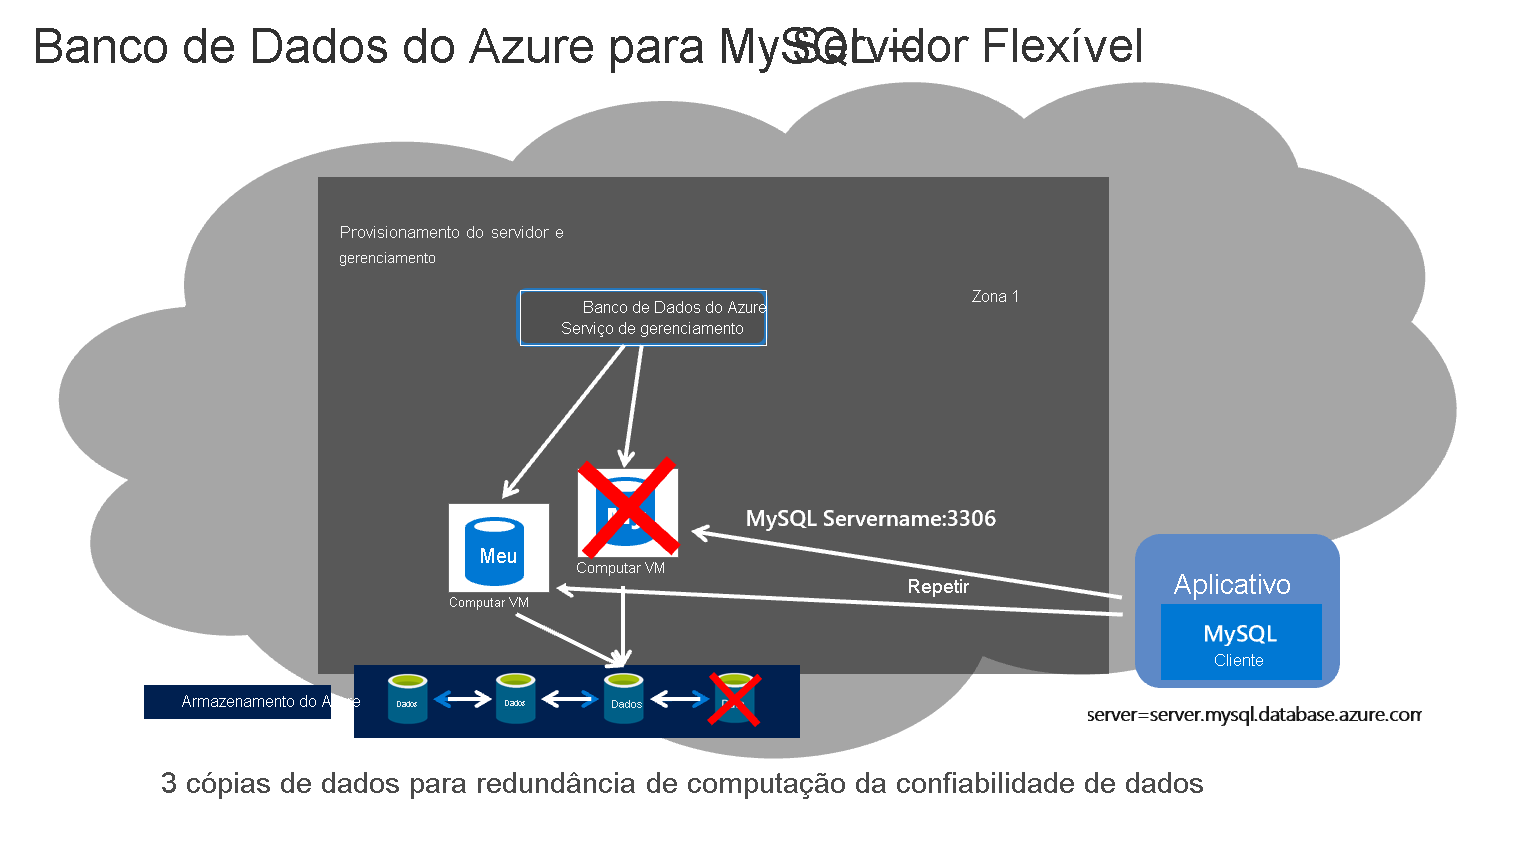 Banco de Dados do Azure para MySQL – Servidor Flexível
Provisionamento do servidor e
gerenciamento
Zona 1
Banco de Dados do Azure
Serviço de gerenciamento
MySQL Servername:3306
Meu
Computar VM
Computar VM
Repetir
Aplicativo
MySQL
Cliente
Armazenamento do Azure
Dados
Dados
Dados
server=server.mysql.database.azure.com
3 cópias de dados para redundância de computação da confiabilidade de dados